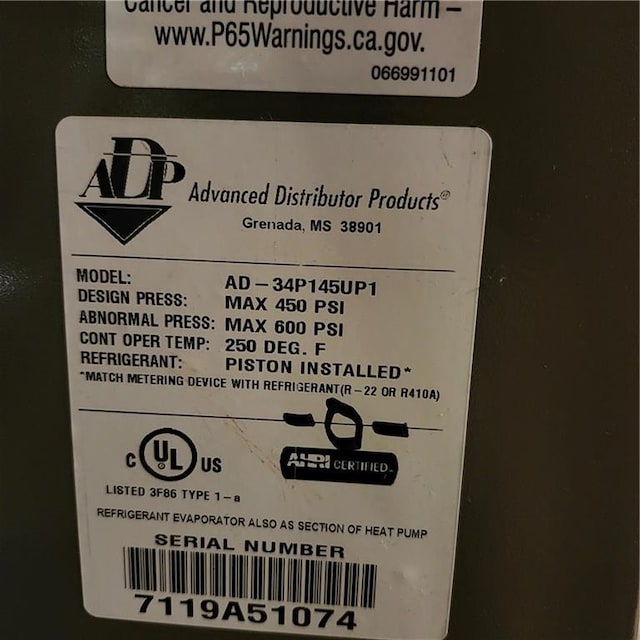 Cancer and Reproductive Harm –
www.P65Warnings.ca.gov.
066991101
ADP
Advanced Distributor Products®
Grenada, MS 38901
MODEL: AD – 34P145UP1
DESIGN PRESS: MAX 450 PSI
ABNORMAL PRESS: MAX 600 PSI
CONT OPER TEMP: 250 DEG. F
REFRIGERANT: PISTON INSTALLED*
*MATCH METERING DEVICE WITH REFRIGERANT(R – 22 OR R410A)
C UL US
AHRI CERTIFIED™
LISTED 3F86 TYPE 1 – a
REFRIGERANT EVAPORATOR ALSO AS SECTION OF HEAT PUMP
SERIAL NUMBER
7119A51074